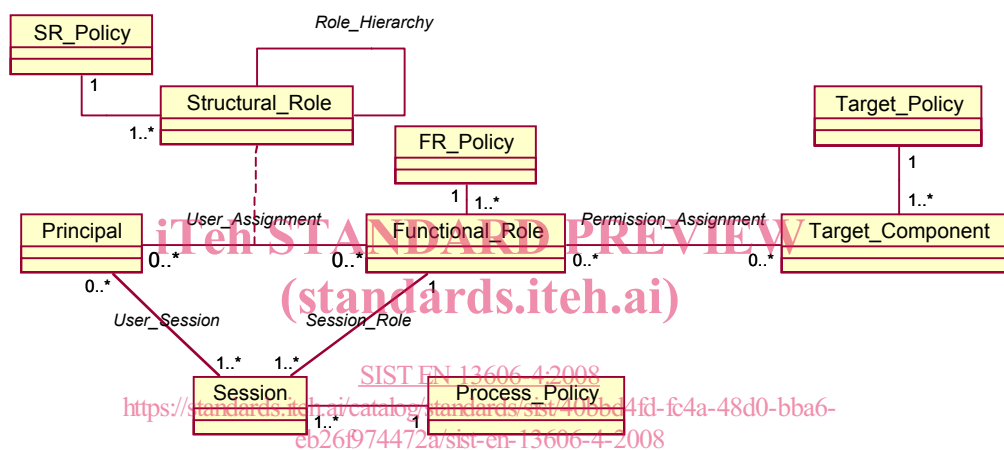 Role_Hierarchy
SR_Policy
1
Structural_Role
1..*
Target_Policy
1
FR_Policy
1
1..*
1..*
Principal
User_Assignment
Functional_Role
Permission_Assignment
Target_Component
iTeh STANDARD PREVIEW
0..*
0..*
0..*
0..*
0..*
1
(standards.iteh.ai)
User_Session
Session_Role
1..*
1..*
SIST EN 13606-4:2008
Session
Process_Policy
https://standards.iteh.ai/catalog/standards/sist/40bbd4fd-fc4a-48d0-bba6-
1..*
1
eb26f974472a/sist-en-13606-4-2008